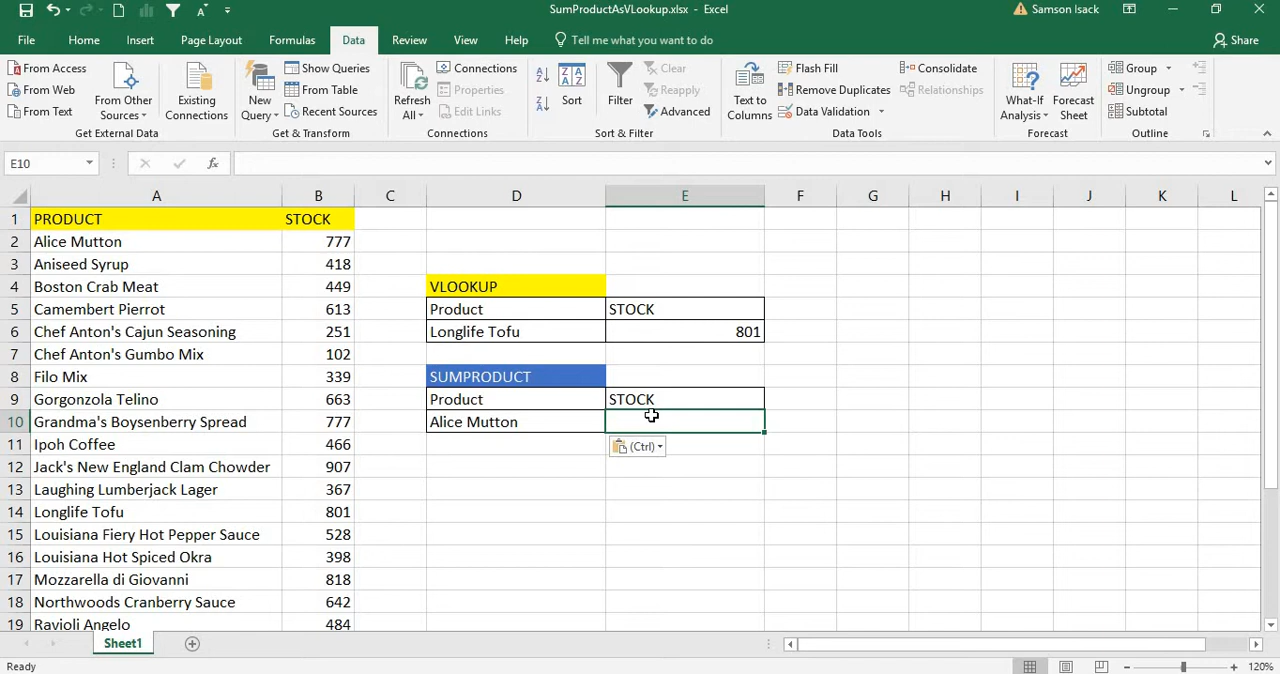 SumProductAsVLookup.xlsx - Excel
Samson Isack
File Home Insert Page Layout Formulas Data Review View Help Tell me what you want to do Share
From Access
From Web
From Text
From Other Sources
Existing Connections
Get External Data
New Query
Show Queries
From Table
Recent Sources
Get & Transform
Refresh All
Connections
Properties
Edit Links
Connections
Sort
Filter
Clear
Reapply
Advanced
Sort & Filter
Text to Columns
Flash Fill
Remove Duplicates
Data Validation
Consolidate
Relationships
Data Tools
What-If Analysis
Forecast Sheet
Forecast
Group
Ungroup
Subtotal
Outline
E10 fx
A B C D E F G H I J K L
1 PRODUCT STOCK
2 Alice Mutton 777
3 Aniseed Syrup 418
4 Boston Crab Meat 449 VLOOKUP
5 Camembert Pierrot 613 Product STOCK
6 Chef Anton's Cajun Seasoning 251 Longlife Tofu 801
7 Chef Anton's Gumbo Mix 102
8 Filo Mix 339 SUMPRODUCT
9 Gorgonzola Telino 663 Product STOCK
10 Grandma's Boysenberry Spread 777 Alice Mutton
11 Ipoh Coffee 466 (Ctrl)
12 Jack's New England Clam Chowder 907
13 Laughing Lumberjack Lager 367
14 Longlife Tofu 801
15 Louisiana Fiery Hot Pepper Sauce 528
16 Louisiana Hot Spiced Okra 398
17 Mozzarella di Giovanni 818
18 Northwoods Cranberry Sauce 642
19 Ravioli Angelo 484
Sheet1
Ready 120%